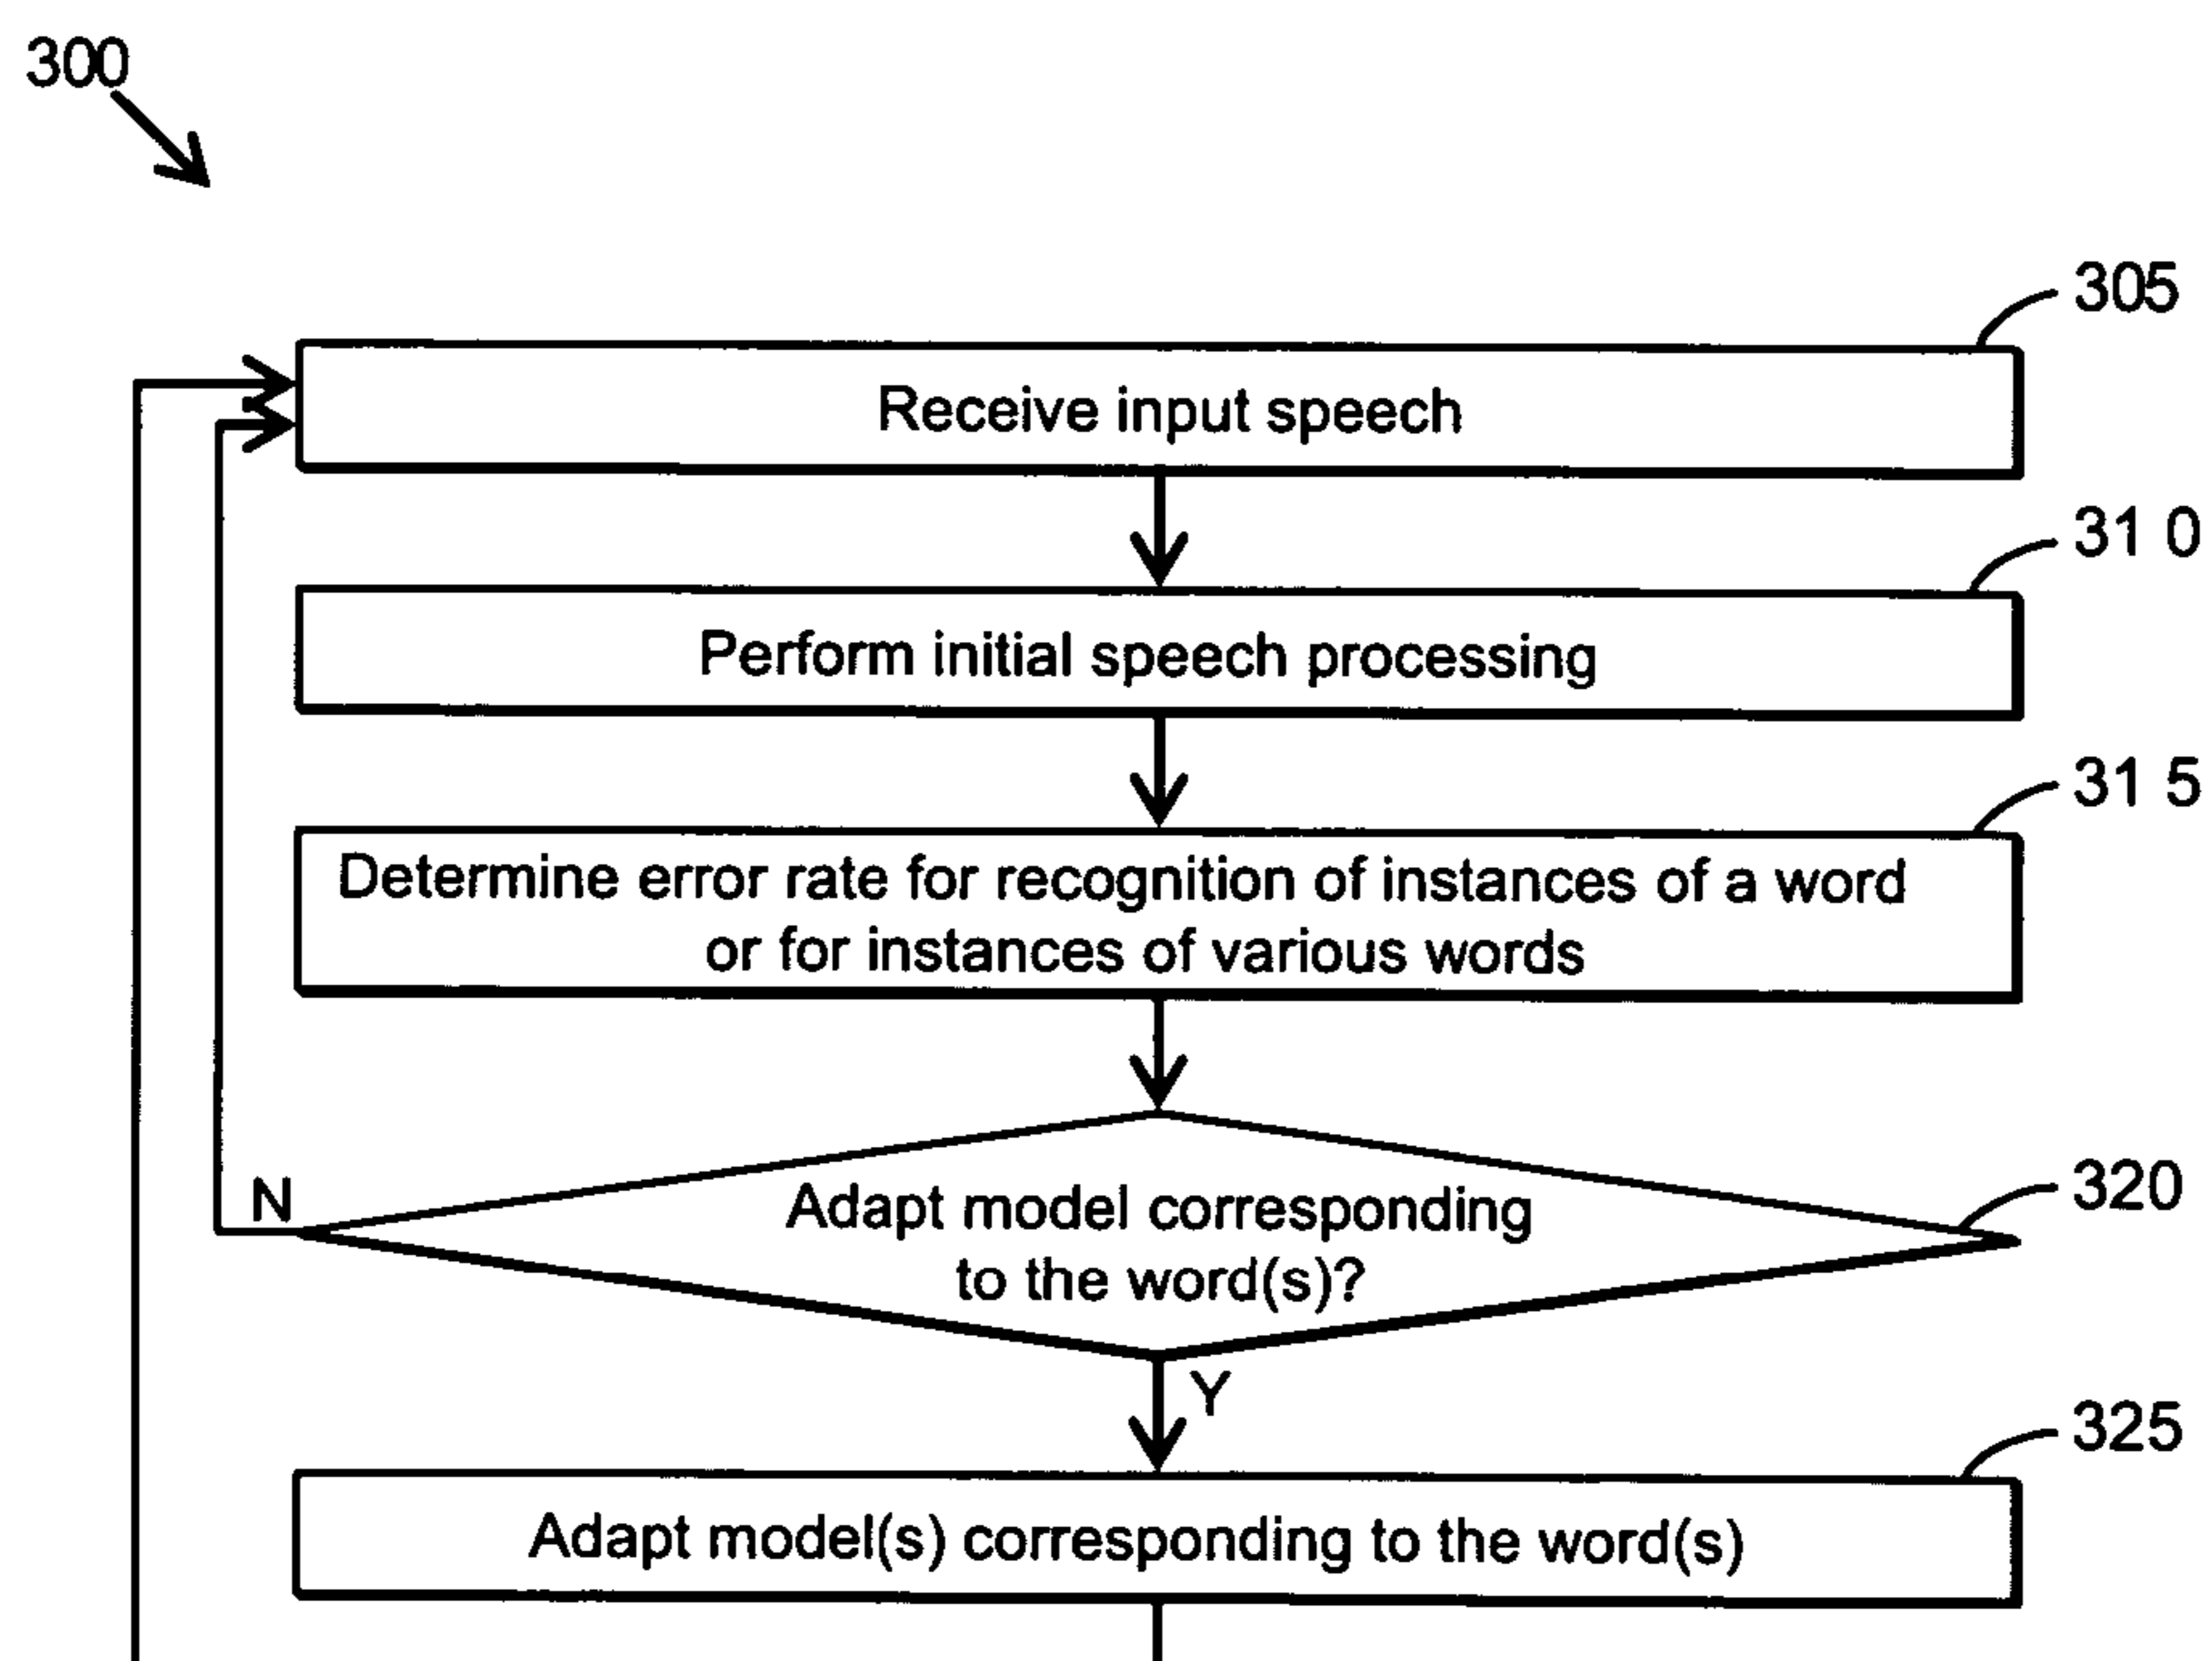 300
305
Receive input speech
31 0
Perform initial speech processing
31 5
Determine error rate for recognition of instances of a word
or for instances of various words
320
N
Adapt model corresponding
to the word(s)?
Y
325
Adapt model(s) corresponding to the word(s)